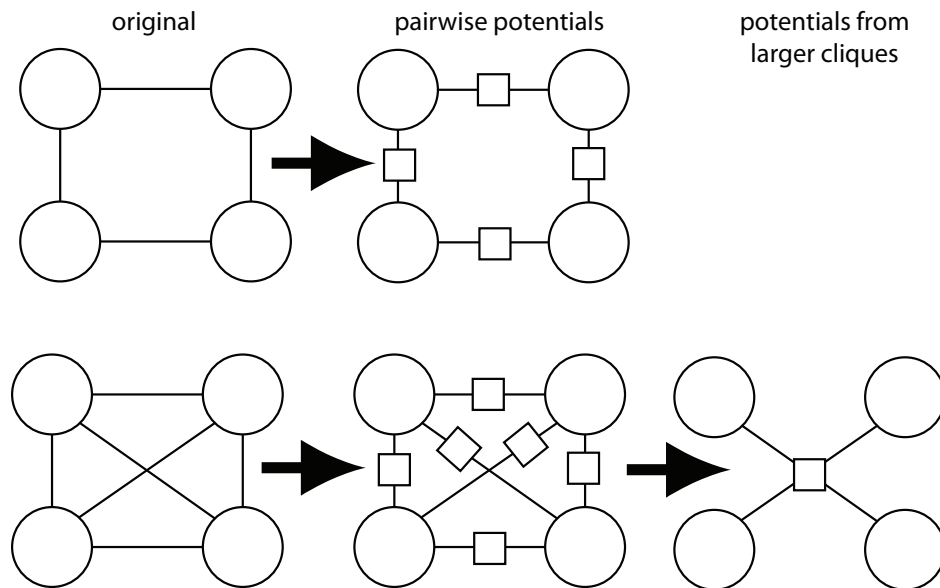 original
pairwise potentials
potentials from
larger cliques